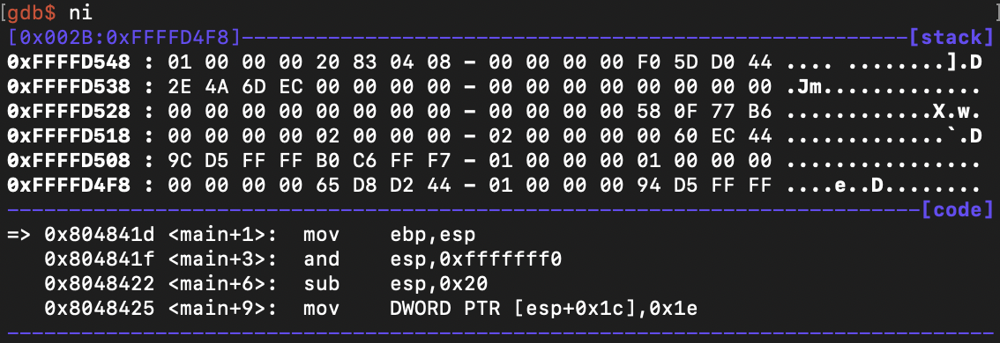 [gdb$ ni
[0x002B:0xFFFFD4F8]------------------------------------------------------[stack]
0xFFFFD548 : 01 00 00 00 20 83 04 08 - 00 00 00 00 F0 5D D0 44 .... ........].D
0xFFFFD538 : 2E 4A 6D EC 00 00 00 00 - 00 00 00 00 00 00 00 00 .Jm.............
0xFFFFD528 : 00 00 00 00 00 00 00 00 - 00 00 00 00 58 0F 77 B6 ............X.w.
0xFFFFD518 : 00 00 00 00 02 00 00 00 - 02 00 00 00 00 60 EC 44 .............`.D
0xFFFFD508 : 9C D5 FF FF B0 C6 FF F7 - 01 00 00 00 01 00 00 00 ................
0xFFFFD4F8 : 00 00 00 00 65 D8 D2 44 - 01 00 00 00 94 D5 FF FF ....e..D........
--------------------------------------------------------------------------[code]
=> 0x804841d <main+1>: mov ebp,esp
0x804841f <main+3>: and esp,0xfffffff0
0x8048422 <main+6>: sub esp,0x20
0x8048425 <main+9>: mov DWORD PTR [esp+0x1c],0x1e
--------------------------------------------------------------------------------